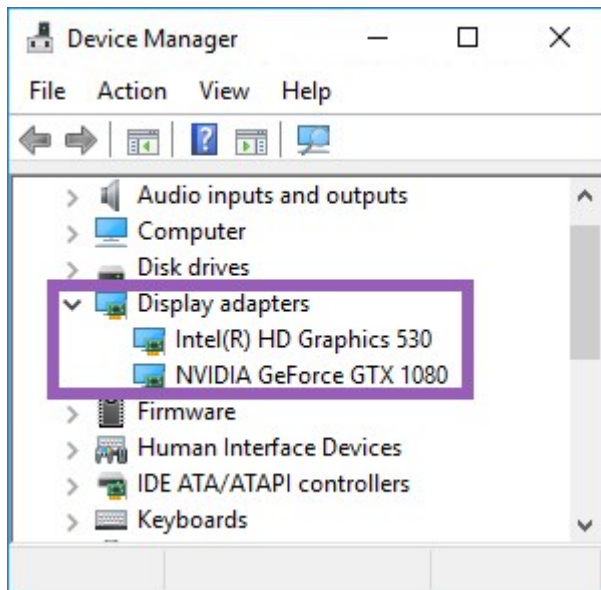 Device Manager
File Action View Help
Audio inputs and outputs
Computer
Disk drives
Display adapters
Intel(R) HD Graphics 530
NVIDIA GeForce GTX 1080
Firmware
Human Interface Devices
IDE ATA/ATAPI controllers
Keyboards